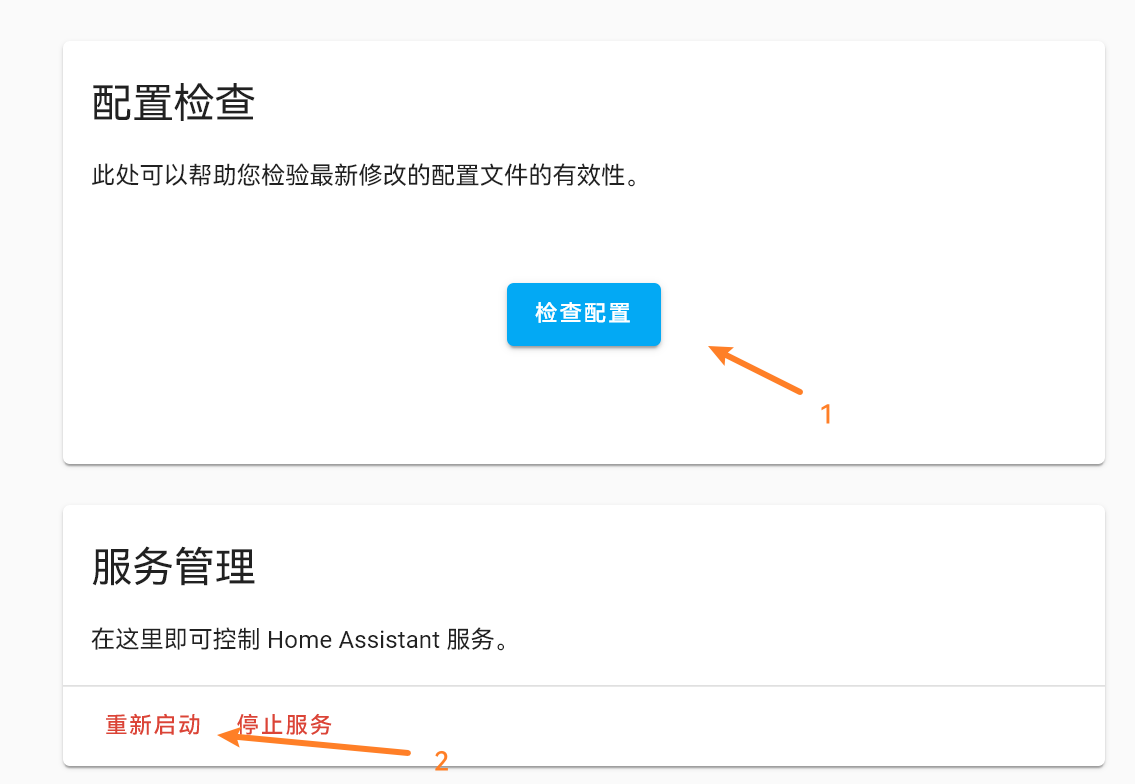 配置检查
此处可以帮助您检验最新修改的配置文件的有效性。
检查配置
1
服务管理
在这里即可控制 Home Assistant 服务。
重新启动 停止服务
2